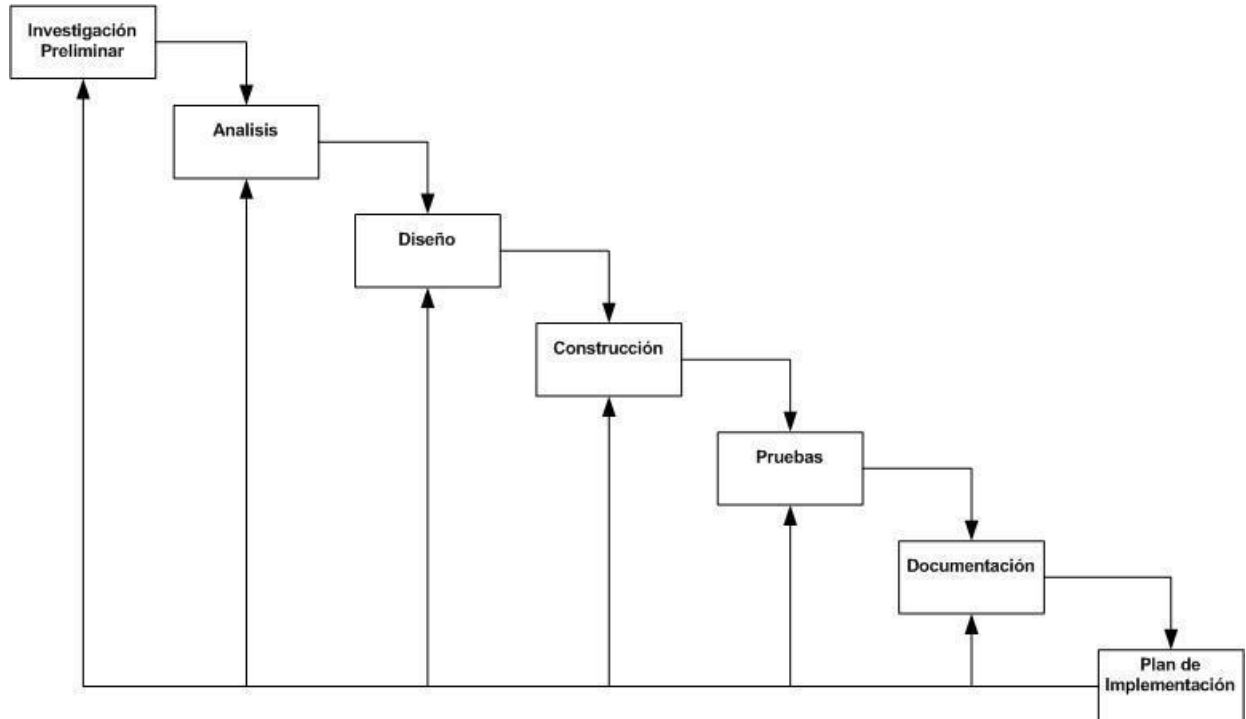 Investigación
Preliminar
Analisis
Diseño
Construcción
Pruebas
Documentación
Plan de
Implementación